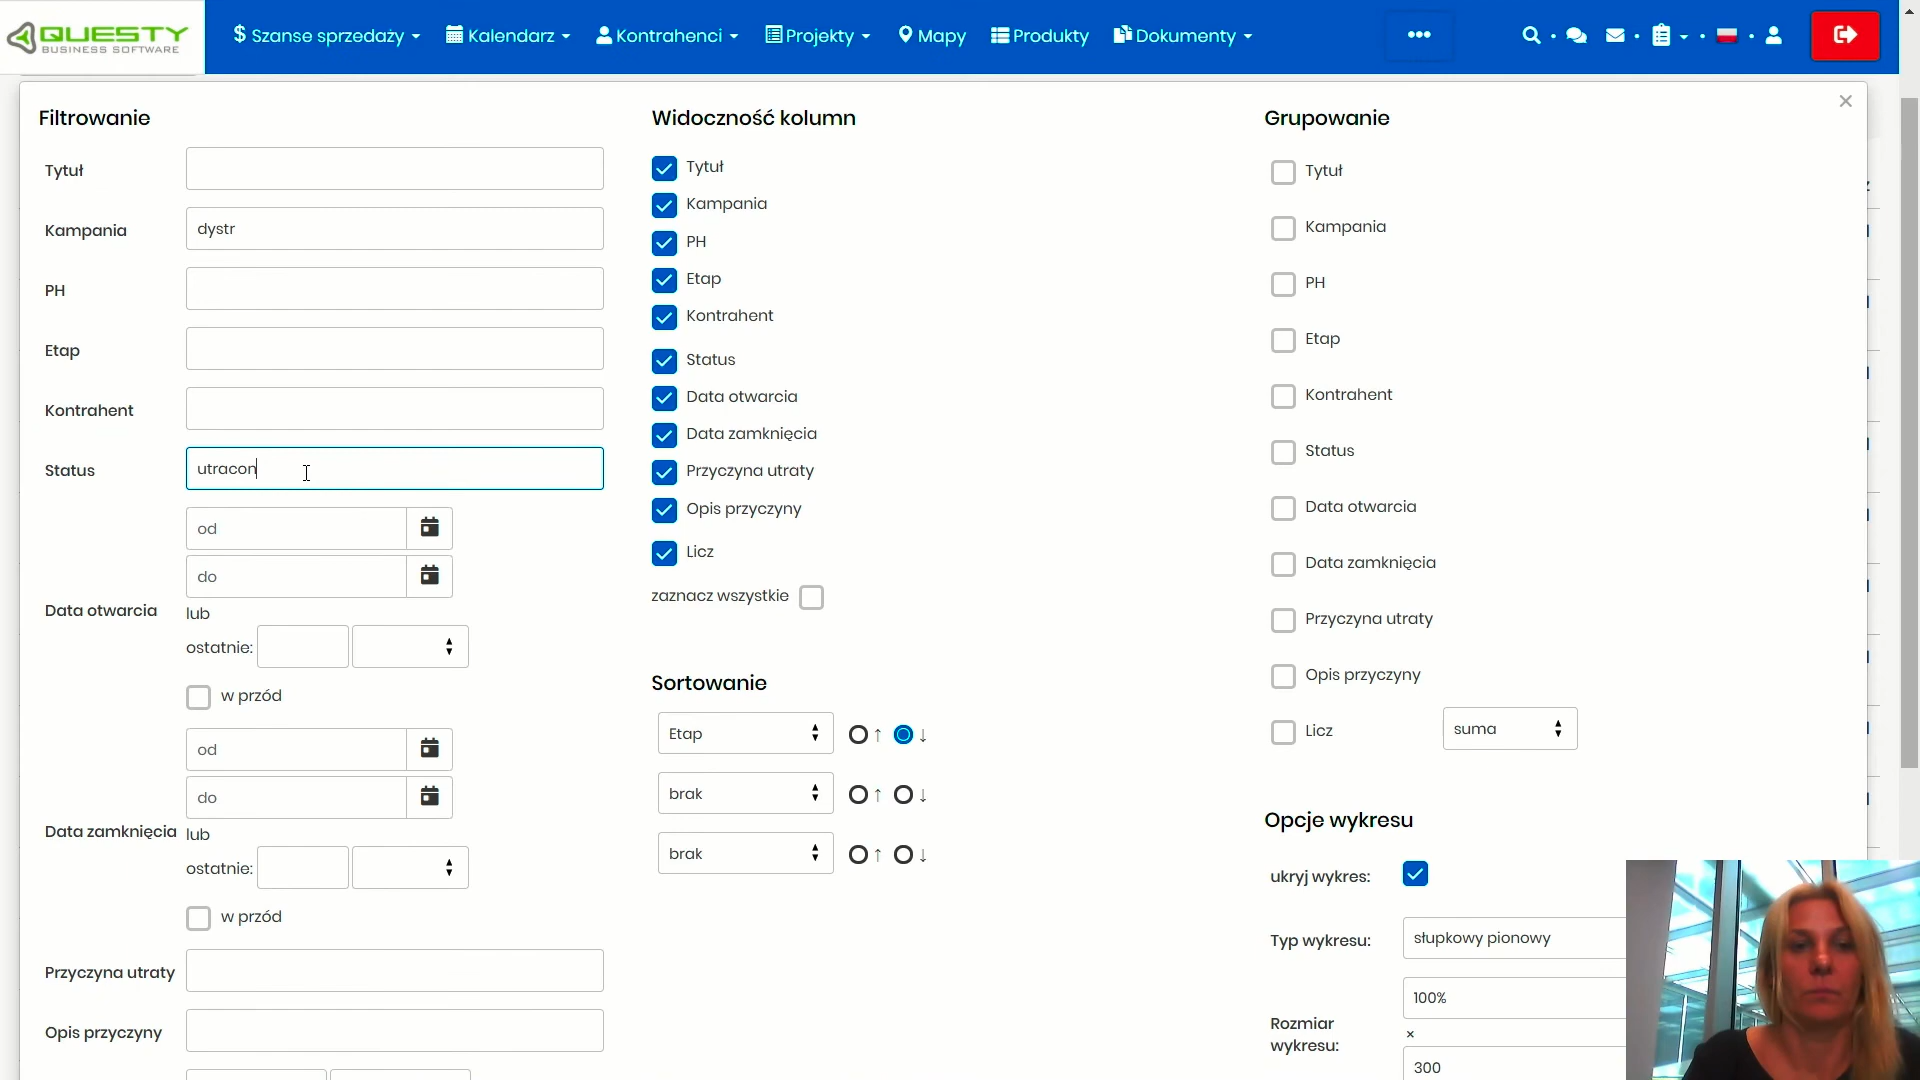 QUESTY
BUSINESS SOFTWARE
Szanse sprzedaży
Kalendarz
Kontrahenci
Projekty
Mapy
Produkty
Dokumenty
Filtrowanie
Tytuł
Kampania
dystr
PH
Etap
Kontrahent
Status
utracon
od
do
Data otwarcia
lub
ostatnie:
w przód
od
do
Data zamknięcia
lub
ostatnie:
w przód
Przyczyna utraty
Opis przyczyny
Widoczność kolumn
Tytuł
Kampania
PH
Etap
Kontrahent
Status
Data otwarcia
Data zamknięcia
Przyczyna utraty
Opis przyczyny
Licz
zaznacz wszystkie
Sortowanie
Etap ↑ ↓
brak ↑ ↓
brak ↑ ↓
Grupowanie
Tytuł
Kampania
PH
Etap
Kontrahent
Status
Data otwarcia
Data zamknięcia
Przyczyna utraty
Opis przyczyny
Licz suma
Opcje wykresu
ukryj wykres:
Typ wykresu: słupkowy pionowy
Rozmiar
wykresu:
100%
×
300